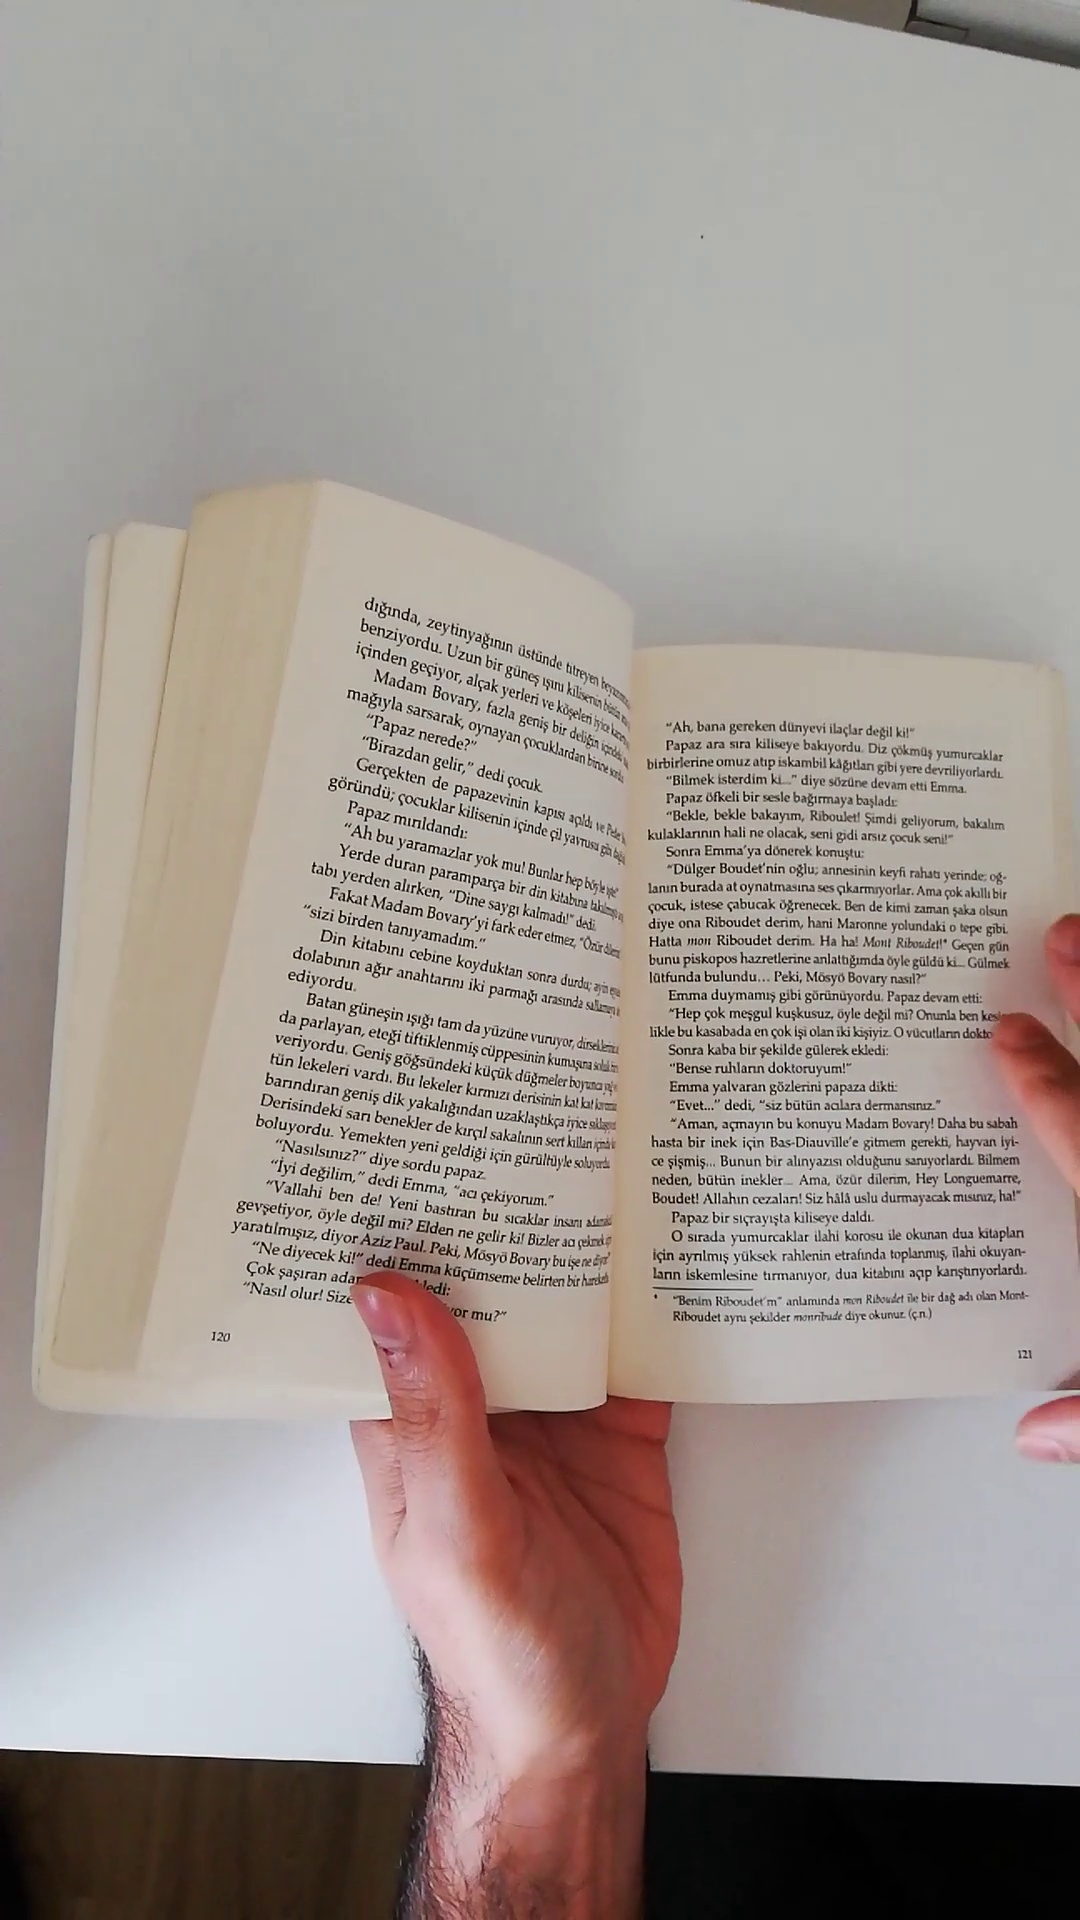 dığında, zeytinyağının üstünde titreyen
benziyordu. Uzun bir güneş ışını kilisenin bütün
içinden geçiyor, alçak yerleri ve köşeleri iyice
Madam Bovary, fazla geniş bir deliğin içindeki
mağıyla sarsarak, oynayan çocuklardan birine sordu
"Papaz nerede?"
"Birazdan gelir," dedi çocuk.
Gerçekten de papazevinin kapısı açıldı ve Peder
göründü; çocuklar kilisenin içinde çil yavrusu gibi
Papaz mırıldandı:
"Ah bu yaramazlar yok mu! Bunlar hep böyle
Yerde duran paramparça bir din kitabına
tabı yerden alırken, "Dine saygı kalmadı!" dedi.
Fakat Madam Bovary'yi fark eder etmez, "Özür
"sizi birden tanıyamadım."
Din kitabını cebine koyduktan sonra durdu; ayin
dolabının ağır anahtarını iki parmağı arasında
ediyordu.
Batan güneşin ışığı tam da yüzüne vuruyor,
da parlayan, eteği tiftiklenmiş cüppesinin kumaşına
veriyordu. Geniş göğsündeki küçük düğmeler boyunca
tün lekeleri vardı. Bu lekeler kırmızı derisinin kat kat
barındıran geniş dik yakalığından uzaklaştıkça iyice
Derisindeki sarı benekler de kırçıl sakalının sert kılları
boluyordu. Yemekten yeni geldiği için gürültüyle soluyordu.
"Nasılsınız?" diye sordu papaz.
"İyi değilim," dedi Emma, "acı çekiyorum."
"Vallahi ben de! Yeni bastıran bu sıcaklar insanı
gevşetiyor, öyle değil mi? Elden ne gelir ki! Bizler acı çekmek
yaratılmışız, diyor Aziz Paul. Peki, Mösyö Bovary bu işe ne diyor"
"Ne diyecek ki!" dedi Emma küçümseme belirten bir hareketle
Çok şaşıran
"Nasıl olur! Size mu?"
120
"Ah, bana gereken dünyevi ilaçlar değil ki!"
Papaz ara sıra kiliseye bakıyordu. Diz çökmüş yumurcaklar
birbirlerine omuz atıp iskambil kâğıtları gibi yere devriliyorlardı.
"Bilmek isterdim ki..." diye sözüne devam etti Emma.
Papaz öfkeli bir sesle bağırmaya başladı:
"Bekle, bekle bakayım, Riboulet! Şimdi geliyorum, bakalım
kulaklarının hali ne olacak, seni gidi arsız çocuk seni!"
Sonra Emma'ya dönerek konuştu:
"Dülger Boudet'nin oğlu; annesinin keyfi rahatı yerinde; oğ-
lanın burada at oynatmasına ses çıkarmıyorlar. Ama çok akıllı bir
çocuk, istese çabucak öğrenecek. Ben de kimi zaman şaka olsun
diye ona Riboudet derim, hani Maronne yolundaki o tepe gibi.
Hatta mon Riboudet derim. Ha ha! Mont Riboudet!* Geçen gün
bunu piskopos hazretlerine anlattığımda öyle güldü ki... Gülmek
lütfunda bulundu... Peki, Mösyö Bovary nasıl?"
Emma duymamış gibi görünüyordu. Papaz devam etti:
"Hep çok meşgul kuşkusuz, öyle değil mi? Onunla ben
likle bu kasabada en çok işi olan iki kişiyiz. O vücutların
Sonra kaba bir şekilde gülerek ekledi:
"Bense ruhların doktoruyum!"
Emma yalvaran gözlerini papaza dikti:
"Evet..." dedi, "siz bütün acılara dermansınız."
"Aman, açmayın bu konuyu Madam Bovary! Daha bu sabah
hasta bir inek için Bas-Diauville'e gitmem gerekti, hayvan iyi-
ce şişmiş... Bunun bir alınyazısı olduğunu sanıyorlardı. Bilmem
neden, bütün inekler... Ama, özür dilerim, Hey Longuemarre,
Boudet! Allahın cezaları! Siz hâlâ uslu durmayacak mısınız, ha!"
Papaz bir sıçrayışta kiliseye daldı.
O sırada yumurcaklar ilahi korosu ile okunan dua kitapları
için ayrılmış yüksek rahlenin etrafında toplanmış, ilahi okuyan-
ların iskemlesine tırmanıyor, dua kitabını açıp karıştırıyorlardı.
* "Benim Riboudet'm" anlamında mon Riboudet ile bir dağ adı olan Mont-
Riboudet aynı şekilder monribude diye okunur. (ç.n.)
121